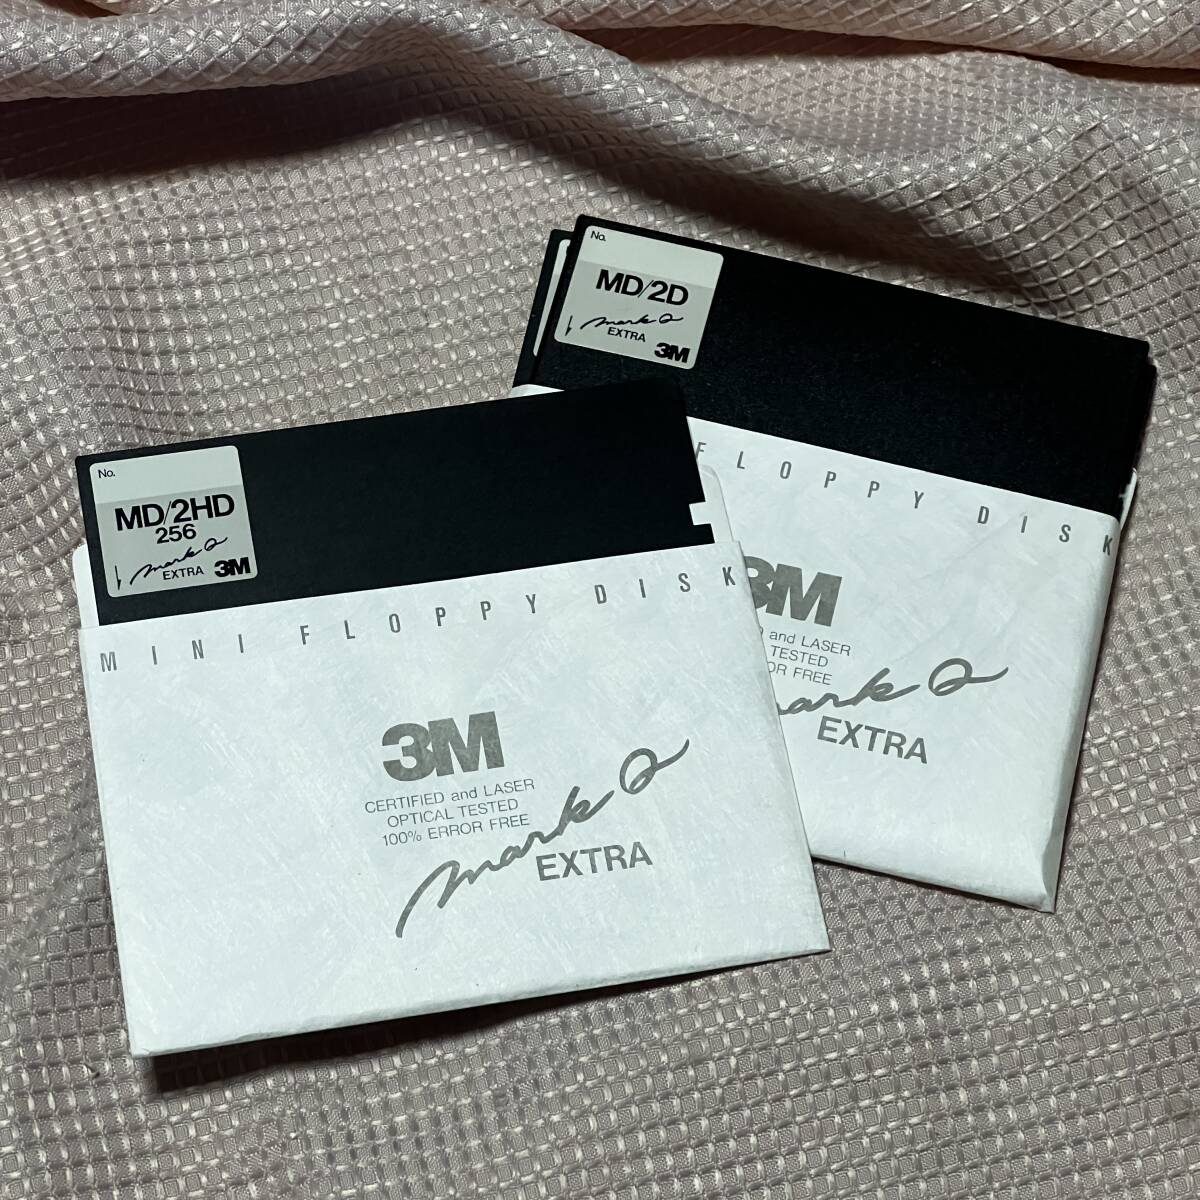 No.
MD/2HD
256
mark Q
EXTRA 3M
MINI FLOPPY DISK
3M
CERTIFIED and LASER
OPTICAL TESTED
100% ERROR FREE
mark Q
EXTRA
No.
MD/2D
mark Q
EXTRA
3M
FLOPPY DISK
3M
and LASER
TESTED
OR FREE
mark Q
EXTRA